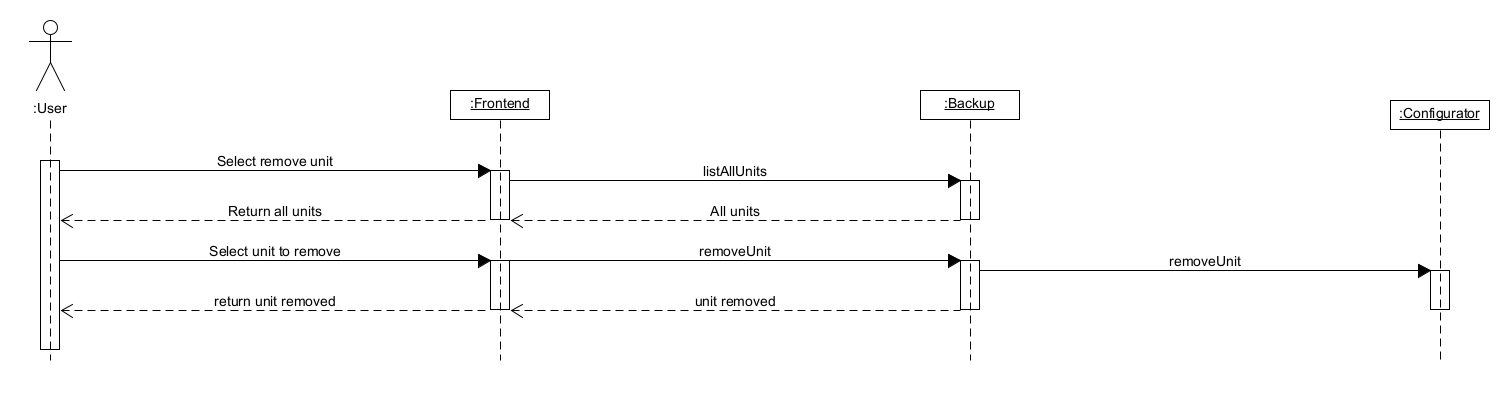 :User
:Frontend
:Backup
:Configurator
Select remove unit
listAllUnits
Return all units
All units
Select unit to remove
removeUnit
removeUnit
return unit removed
unit removed